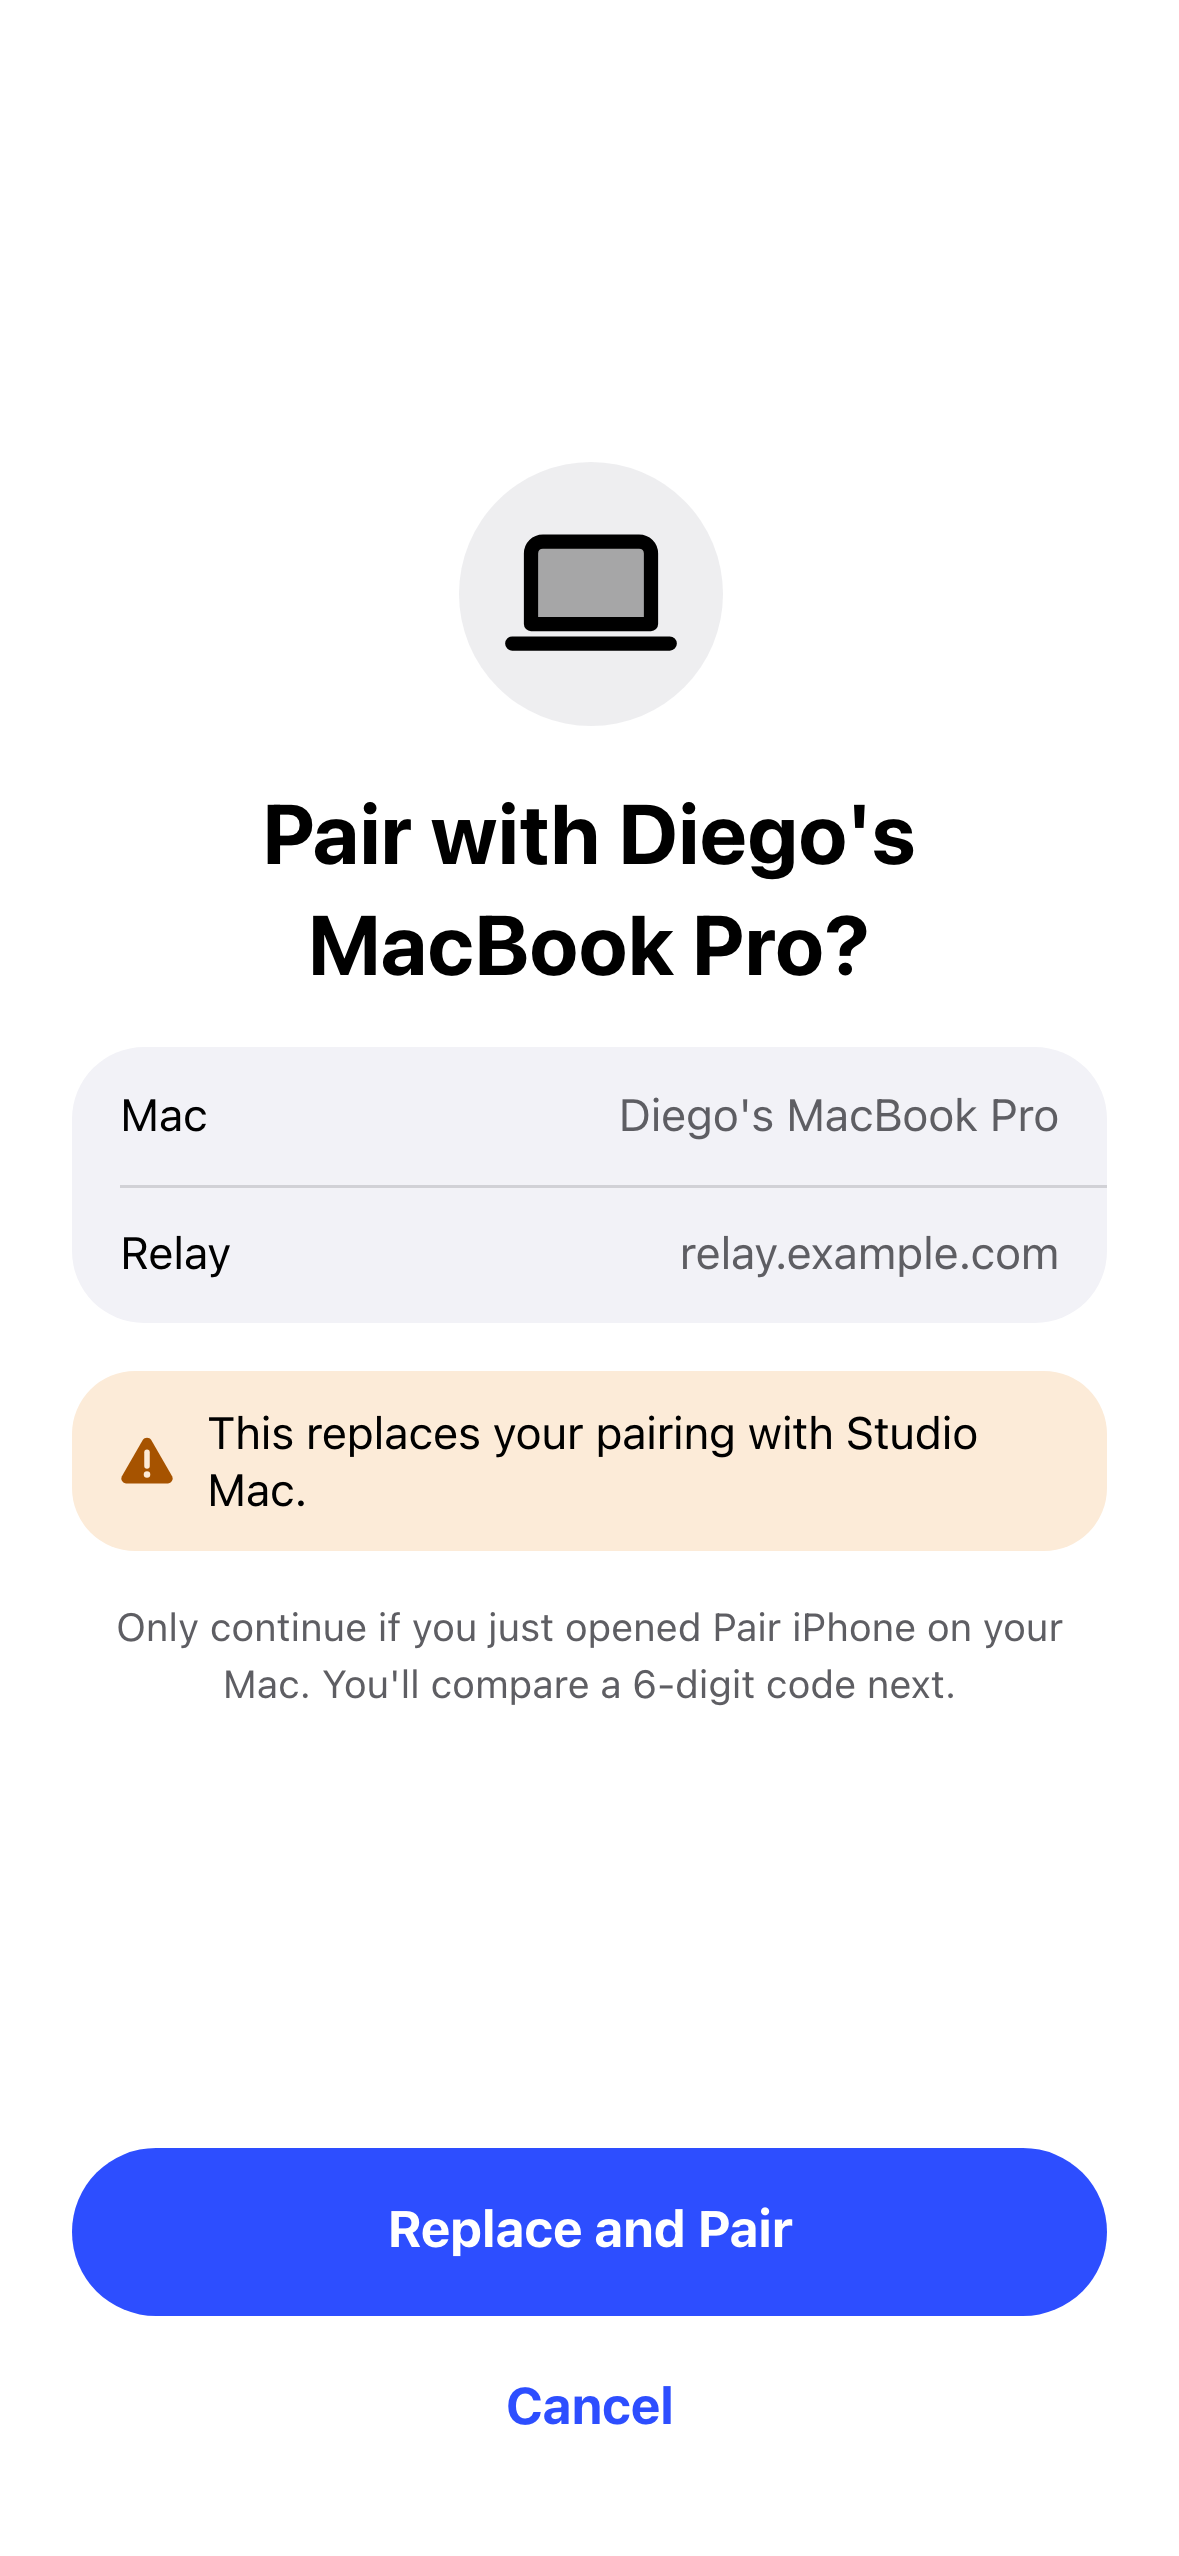 Pair with Diego's
MacBook Pro?
Mac Diego's MacBook Pro
Relay relay.example.com
This replaces your pairing with Studio
Mac.
Only continue if you just opened Pair iPhone on your
Mac. You'll compare a 6-digit code next.
Replace and Pair
Cancel